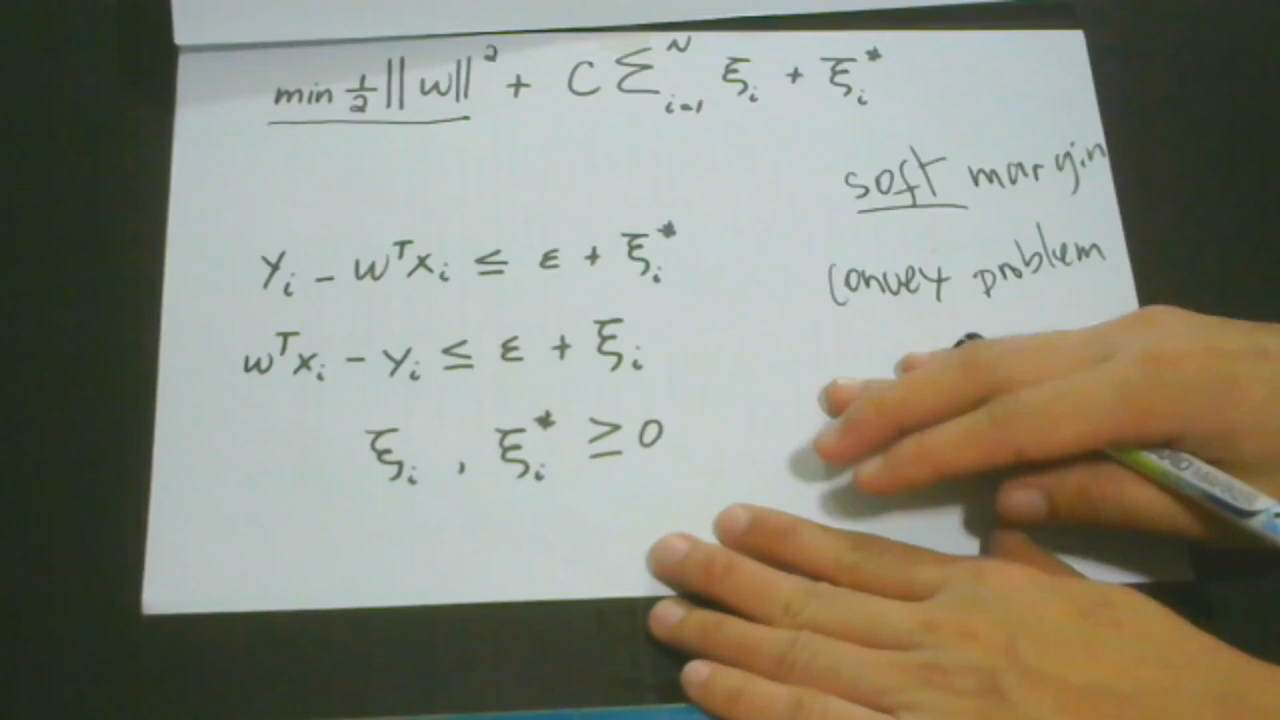 min ½||w||² + C Σᵢ₌₁ᴺ ξᵢ + ξᵢ*
soft margin
yᵢ - wᵀxᵢ ≤ ε + ξᵢ*
convex problem
wᵀxᵢ - yᵢ ≤ ε + ξᵢ
ξᵢ , ξᵢ* ≥ 0